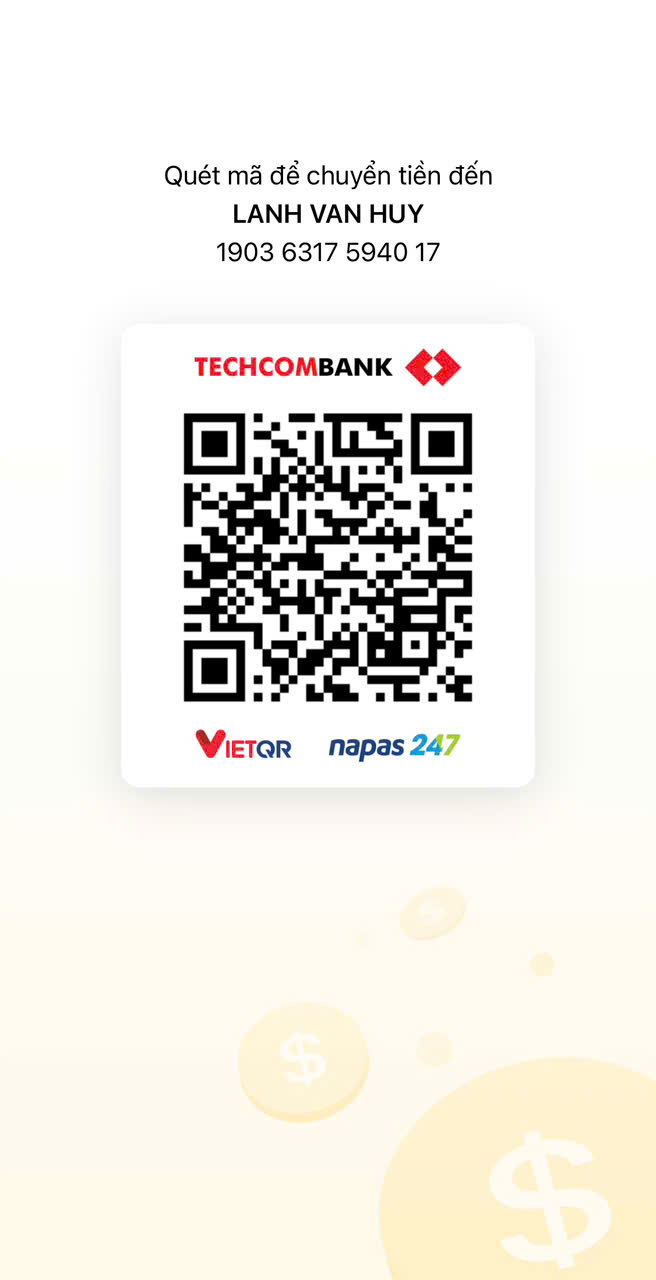 Quét mã để chuyển tiền đến
LANH VAN HUY
1903 6317 5940 17
TECHCOMBANK
VIETQR
napas 247
$
$
$